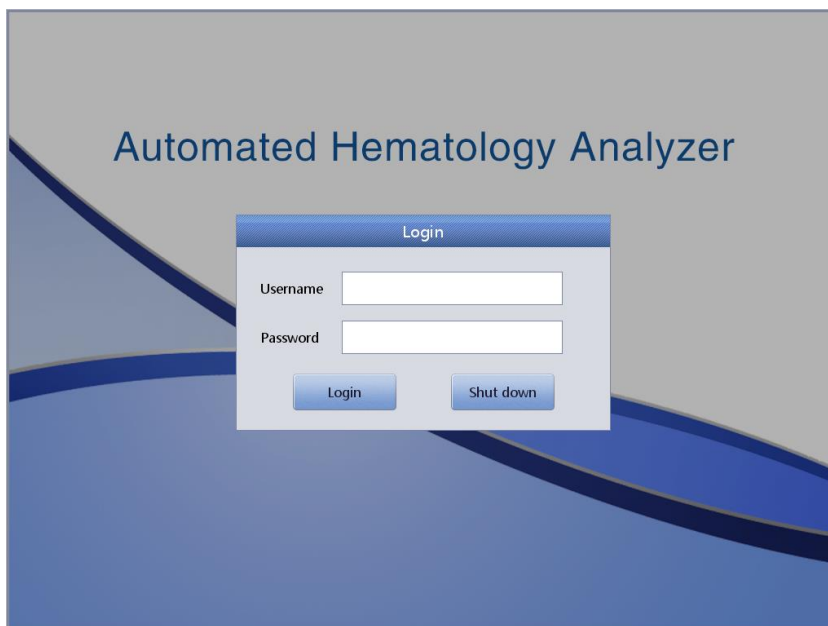 Automated Hematology Analyzer
Login
Username
Password
Login Shut down